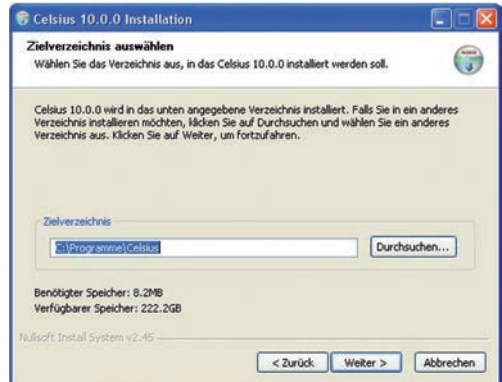 Celsius 10.0.0 Installation
Zielverzeichnis auswählen
Wählen Sie das Verzeichnis aus, in das Celsius 10.0.0 installiert werden soll.
Celsius 10.0.0 wird in das unten angegebene Verzeichnis installiert. Falls Sie in ein anderes
Verzeichnis installieren möchten, klicken Sie auf Durchsuchen und wählen Sie ein anderes
Verzeichnis aus. Klicken Sie auf Weiter, um fortzufahren.
Zielverzeichnis
C:\Programme\Celsius
Durchsuchen...
Benötigter Speicher: 8.2MB
Verfügbarer Speicher: 222.2GB
Nullsoft Install System v2.45
< Zurück
Weiter >
Abbrechen